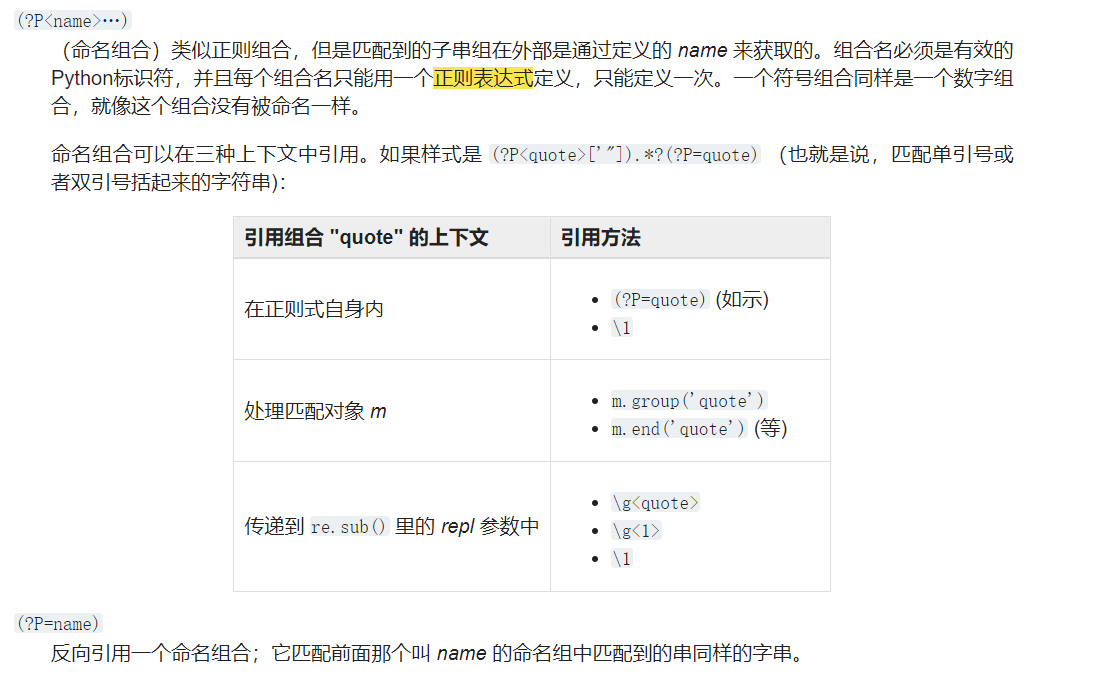 (?P<name>…)
（命名组合）类似正则组合，但是匹配到的子串组在外部是通过定义的 name 来获取的。组合名必须是有效的
Python标识符，并且每个组合名只能用一个正则表达式定义，只能定义一次。一个符号组合同样是一个数字组
合，就像这个组合没有被命名一样。
命名组合可以在三种上下文中引用。如果样式是 (?P<quote>['"]).*?(?P=quote) （也就是说，匹配单引号或
者双引号括起来的字符串):
引用组合 "quote" 的上下文 引用方法
在正则式自身内
• (?P=quote) (如示)
• \1
处理匹配对象 m
• m.group('quote')
• m.end('quote') (等)
传递到 re.sub() 里的 repl 参数中
• \g<quote>
• \g<1>
• \1
(?P=name)
反向引用一个命名组合；它匹配前面那个叫 name 的命名组中匹配到的串同样的字串。